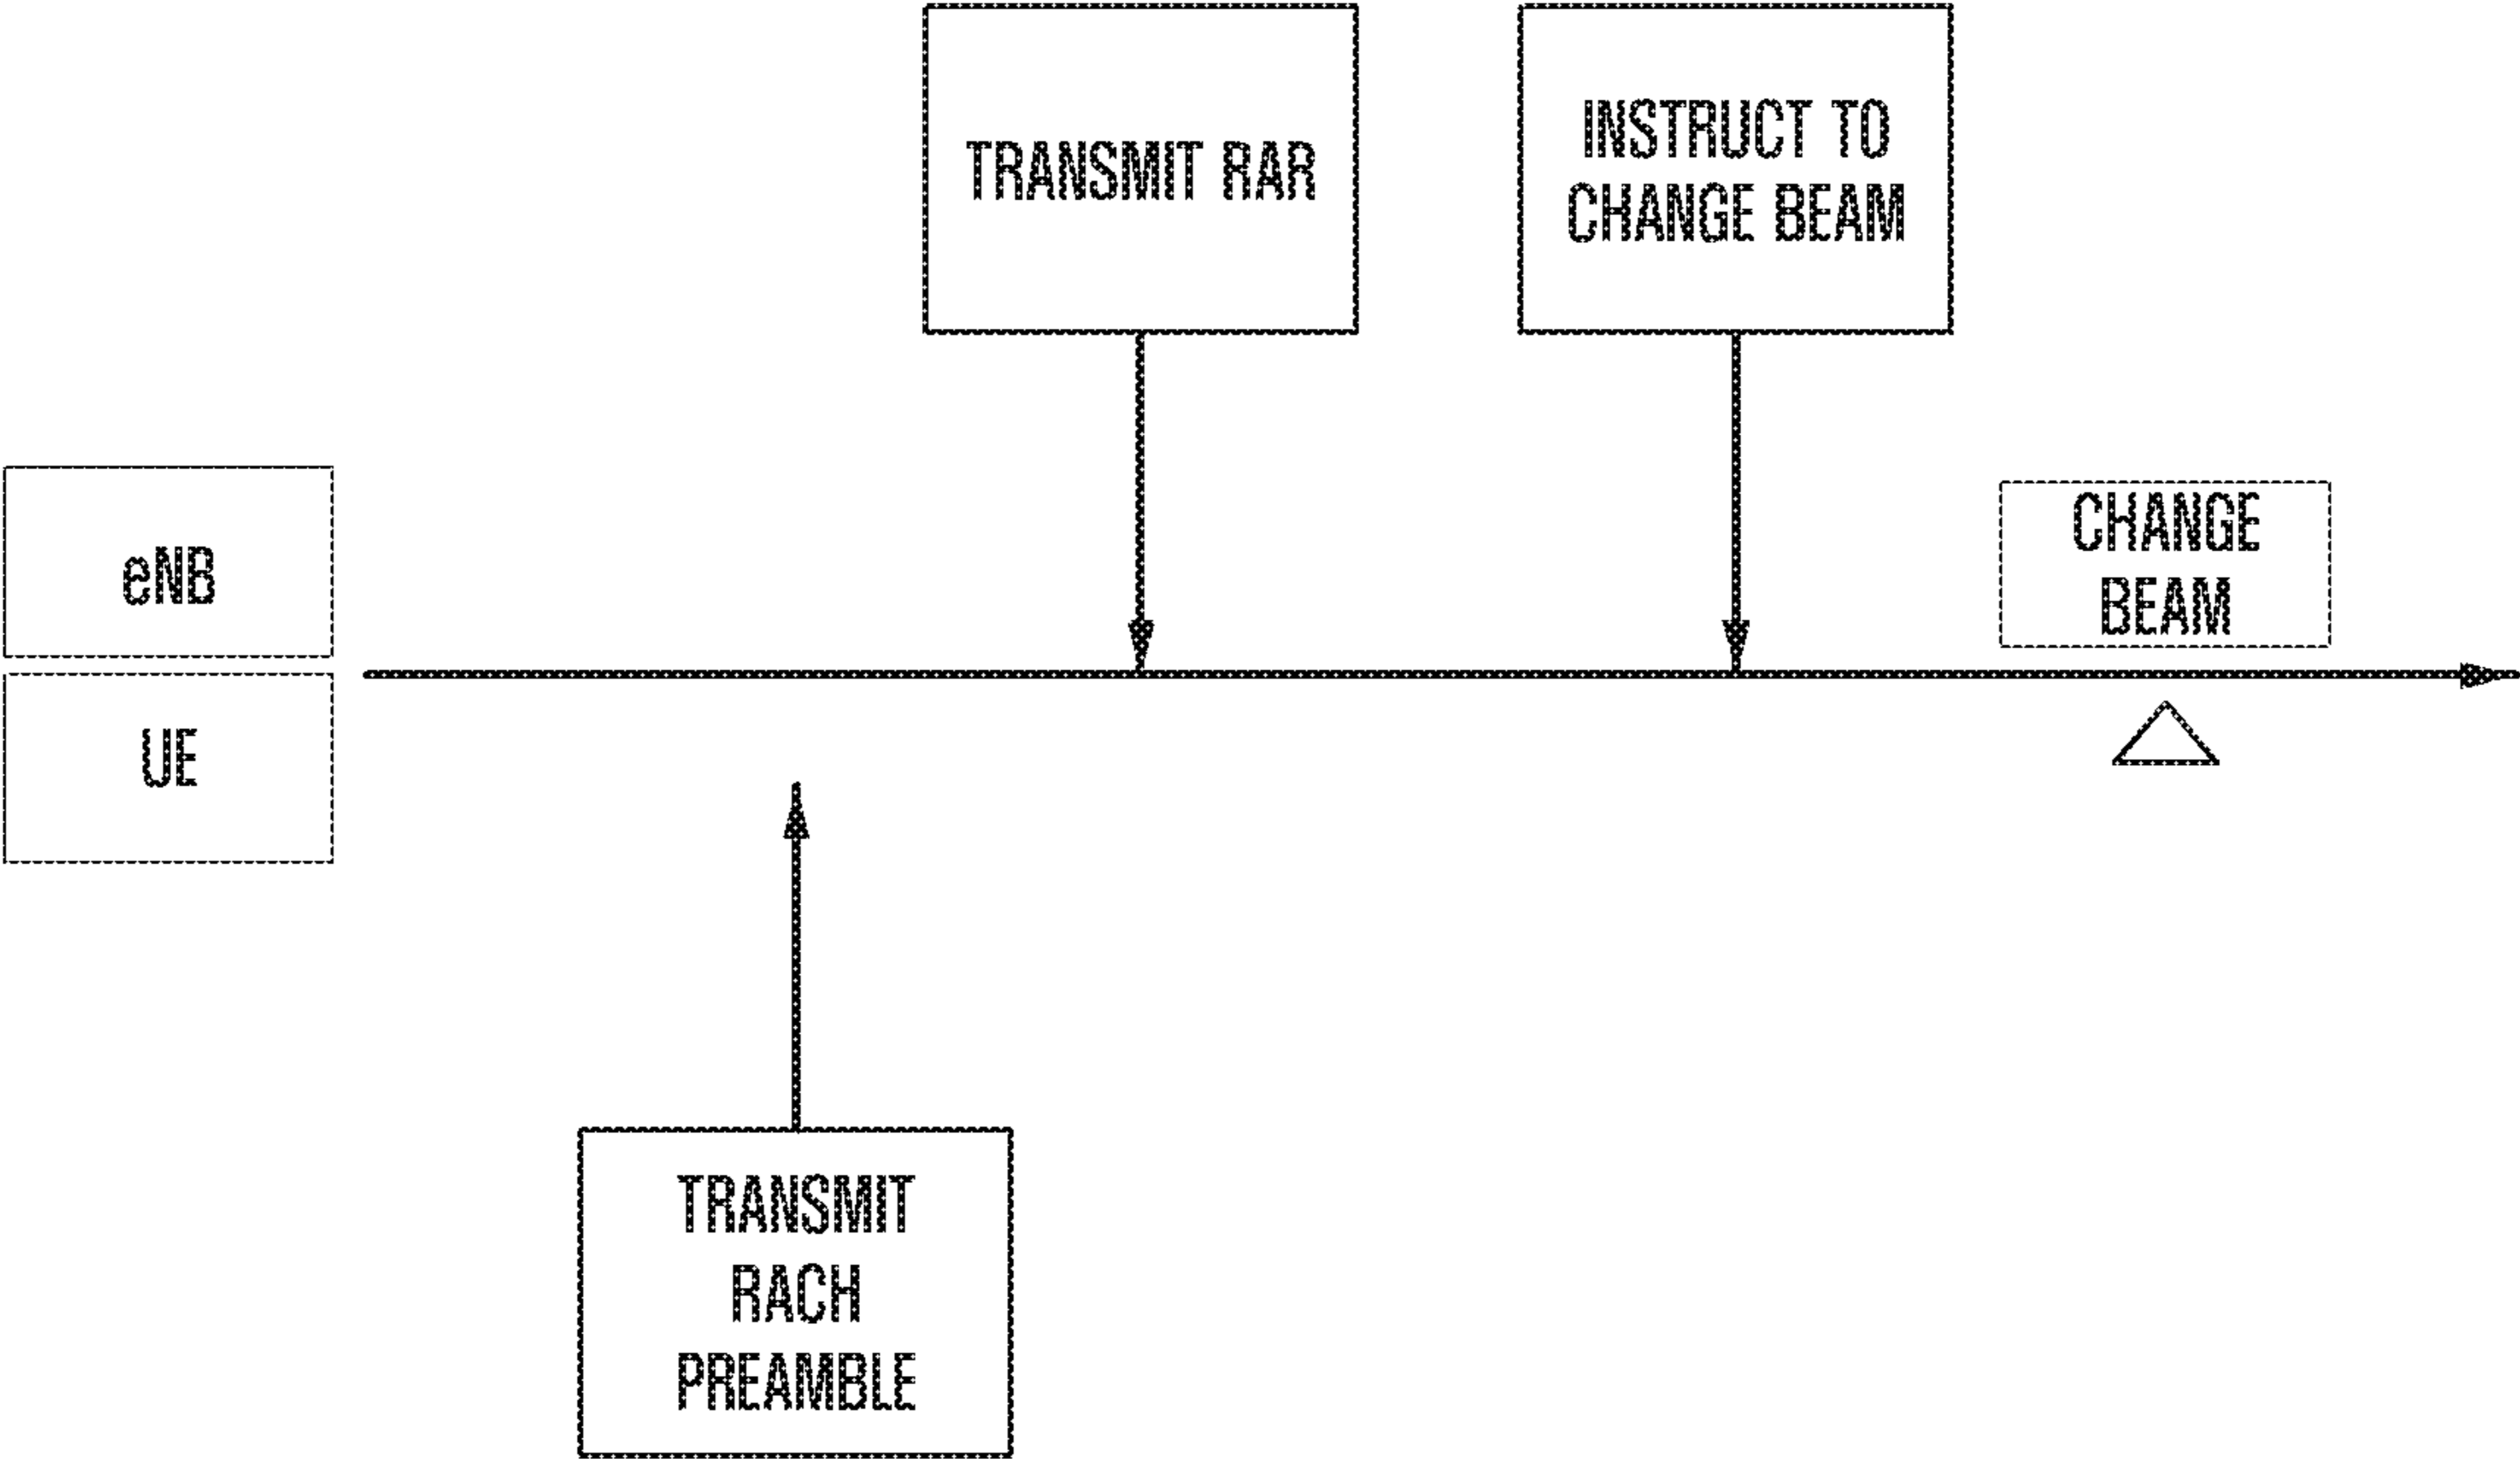 TRANSMIT RAR
INSTRUCT TO
CHANGE BEAM
eNB
CHANGE
BEAM
UE
TRANSMIT
RACH
PREAMBLE